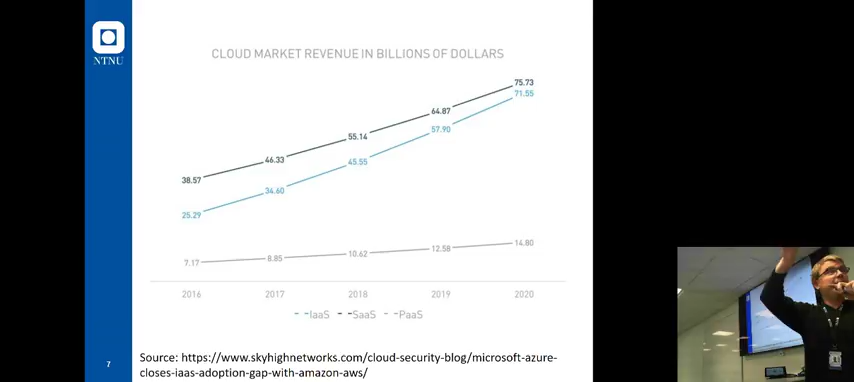 NTNU
CLOUD MARKET REVENUE IN BILLIONS OF DOLLARS
75.73
71.55
64.87
57.90
55.14
45.55
46.33
34.60
38.57
25.29
14.80
12.58
10.62
8.85
7.17
2016 2017 2018 2019 2020
IaaS SaaS PaaS
Source: https://www.skyhighnetworks.com/cloud-security-blog/microsoft-azure-
closes-iaas-adoption-gap-with-amazon-aws/
7